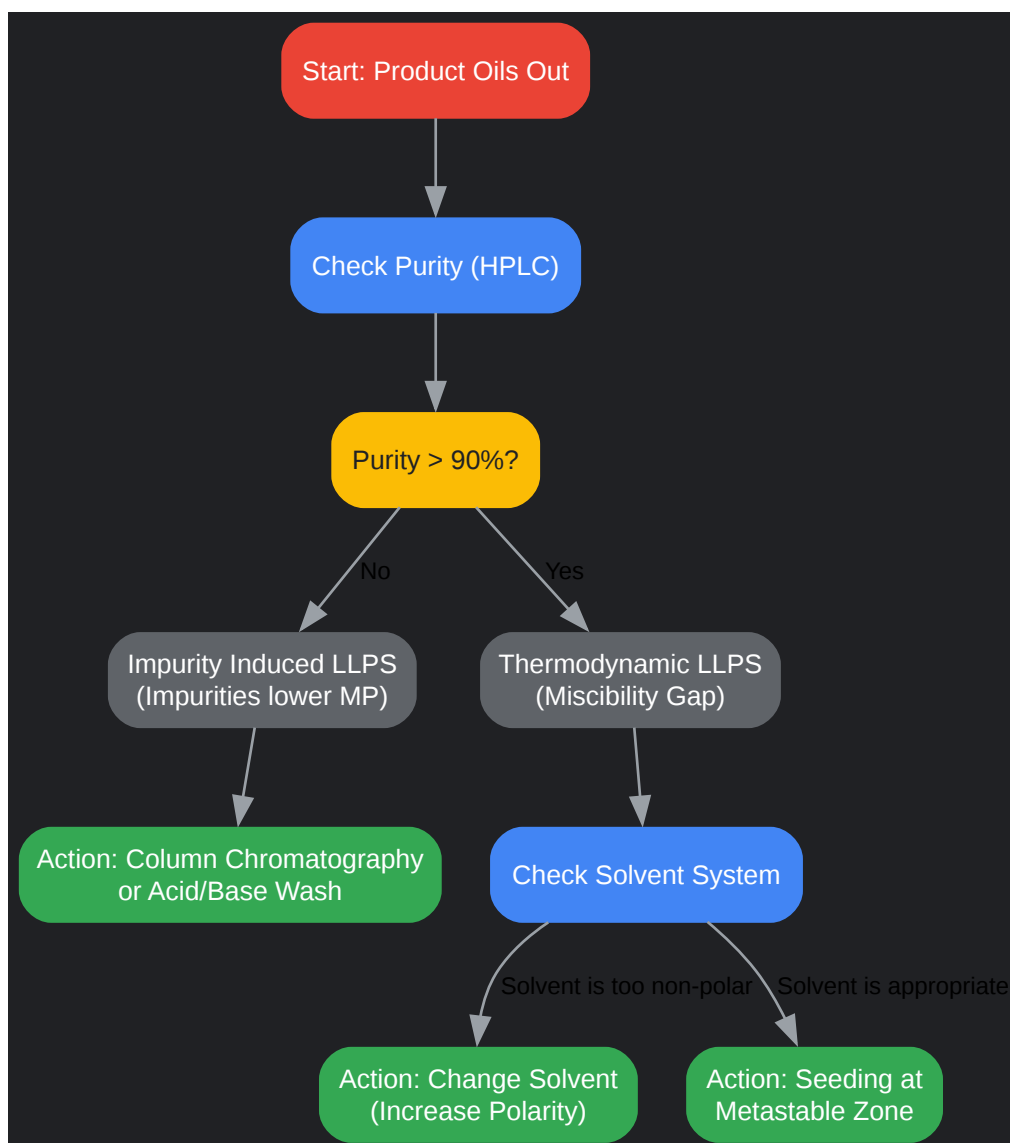 Start: Product Oils Out
Check Purity (HPLC)
Purity > 90%?
No
Yes
Impurity Induced LLPS
(Impurities lower MP)
Thermodynamic LLPS
(Miscibility Gap)
Action: Column Chromatography
or Acid/Base Wash
Check Solvent System
Solvent is too non-polar
Solvent is appropriate
Action: Change Solvent
(Increase Polarity)
Action: Seeding at
Metastable Zone